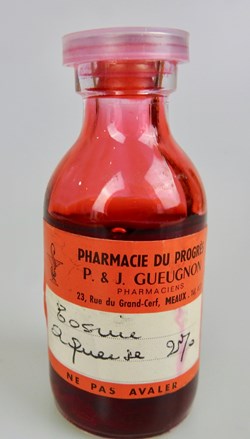 PHARMACIE DU PROGRÈ
P. & J. GUEUGNON
PHARMACIENS
23, Rue du Grand-Cerf, MEAUX
Eosine
aqueuse 2%
NE PAS AVALER